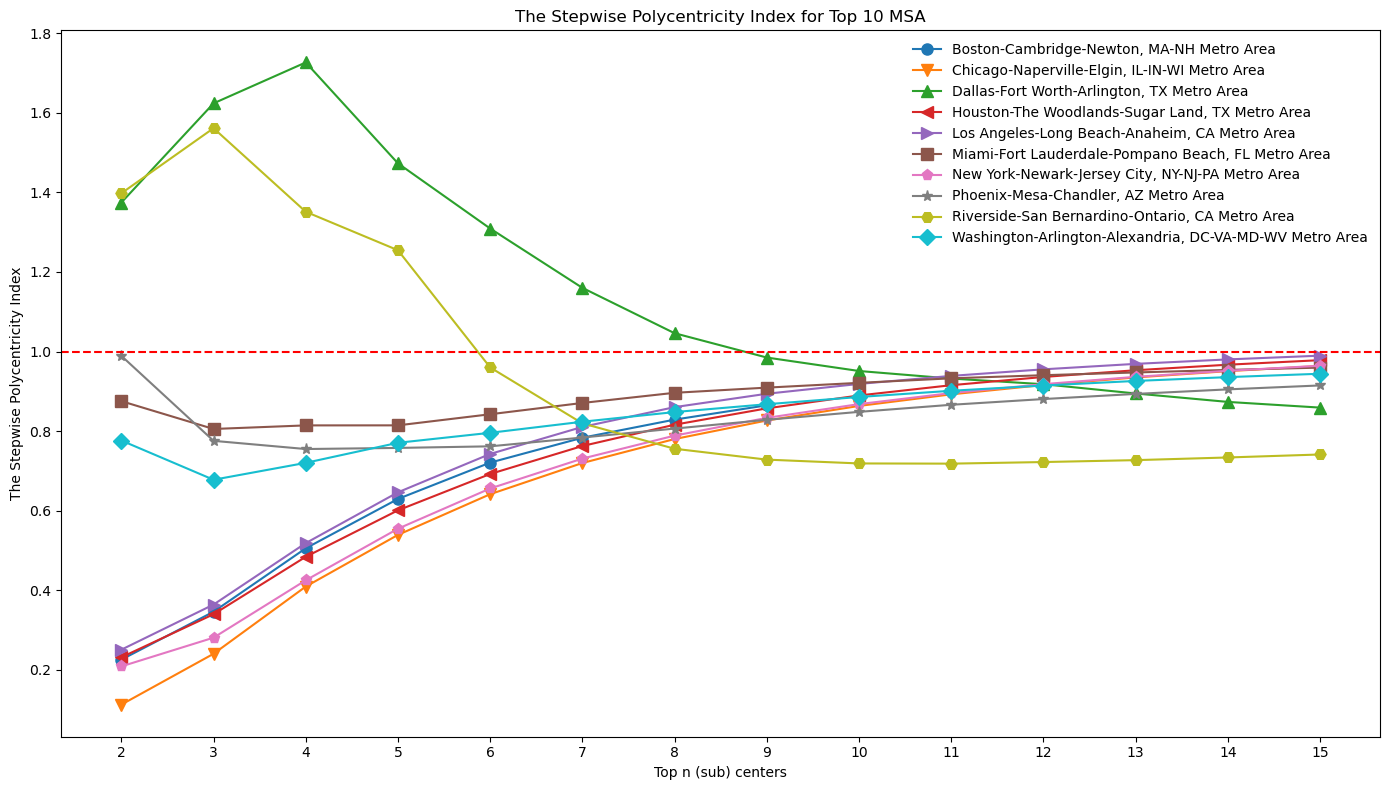 The Stepwise Polycentricity Index for Top 10 MSA
The Stepwise Polycentricity Index
1.8
1.6
1.4
1.2
1.0
0.8
0.6
0.4
0.2
Boston-Cambridge-Newton, MA-NH Metro Area
Chicago-Naperville-Elgin, IL-IN-WI Metro Area
Dallas-Fort Worth-Arlington, TX Metro Area
Houston-The Woodlands-Sugar Land, TX Metro Area
Los Angeles-Long Beach-Anaheim, CA Metro Area
Miami-Fort Lauderdale-Pompano Beach, FL Metro Area
New York-Newark-Jersey City, NY-NJ-PA Metro Area
Phoenix-Mesa-Chandler, AZ Metro Area
Riverside-San Bernardino-Ontario, CA Metro Area
Washington-Arlington-Alexandria, DC-VA-MD-WV Metro Area
2 3 4 5 6 7 8 9 10 11 12 13 14 15
Top n (sub) centers